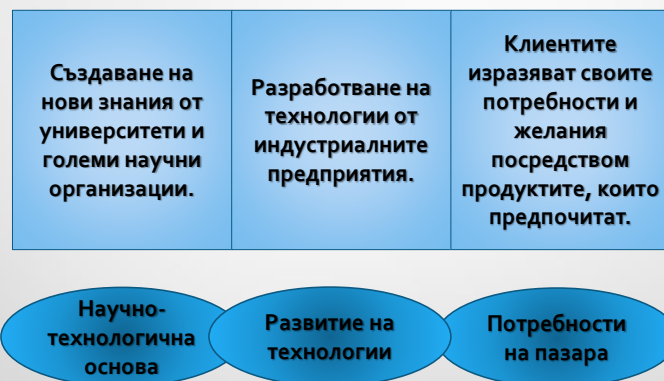 Създаване на
нови знания от
университети и
големи научни
организации.
Разработване на
технологии от
индустриалните
предприятия.
Клиентите
изразяват своите
потребности и
желания
посредством
продуктите, които
предпочитат.
Научно-
технологична
основа
Развитие на
технологии
Потребности
на пазара